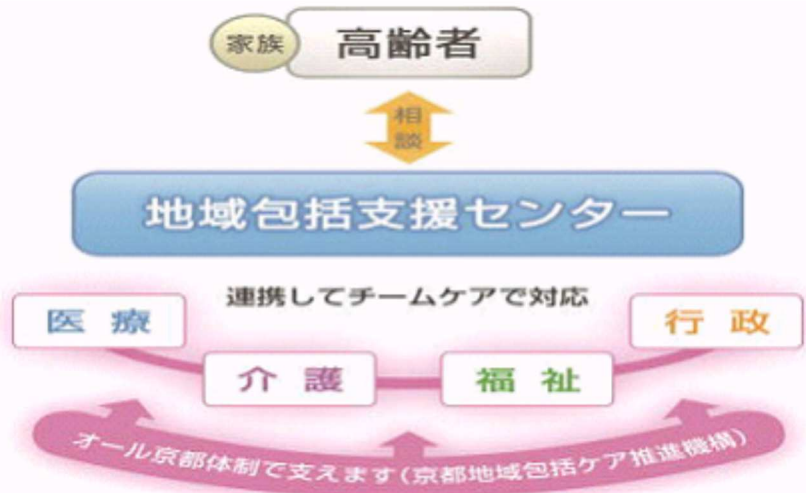 家族
高齢者
相談
地域包括支援センター
連携してチームケアで対応
医療
行政
介護
福祉
オール京都体制で支えます(京都地域包括ケア推進機構)